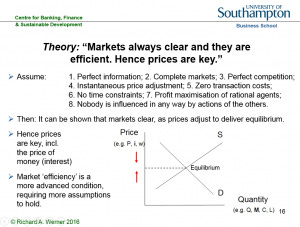 Centre for Banking, Finance
& Sustainable Development
UNIVERSITY OF
Southampton
Business School
Theory: “Markets always clear and they are
efficient. Hence prices are key.”
➢ Assume: 1. Perfect information; 2. Complete markets; 3. Perfect competition;
4. Instantaneous price adjustment; 5. Zero transaction costs;
6. No time constraints; 7. Profit maximisation of rational agents;
8. Nobody is influenced in any way by actions of the others.
➢ Then: It can be shown that markets clear, as prices adjust to deliver equilibrium.
➢ Hence prices
are key, incl.
the price of
money (interest)
➢ Market ‘efficiency’ is a
more advanced condition,
requiring more assumptions
to hold.
Price
(e.g. P, i, w)
S
Equilibrium
D
Quantity
(e.g. Q, M, C, L)
16
© Richard A. Werner 2016